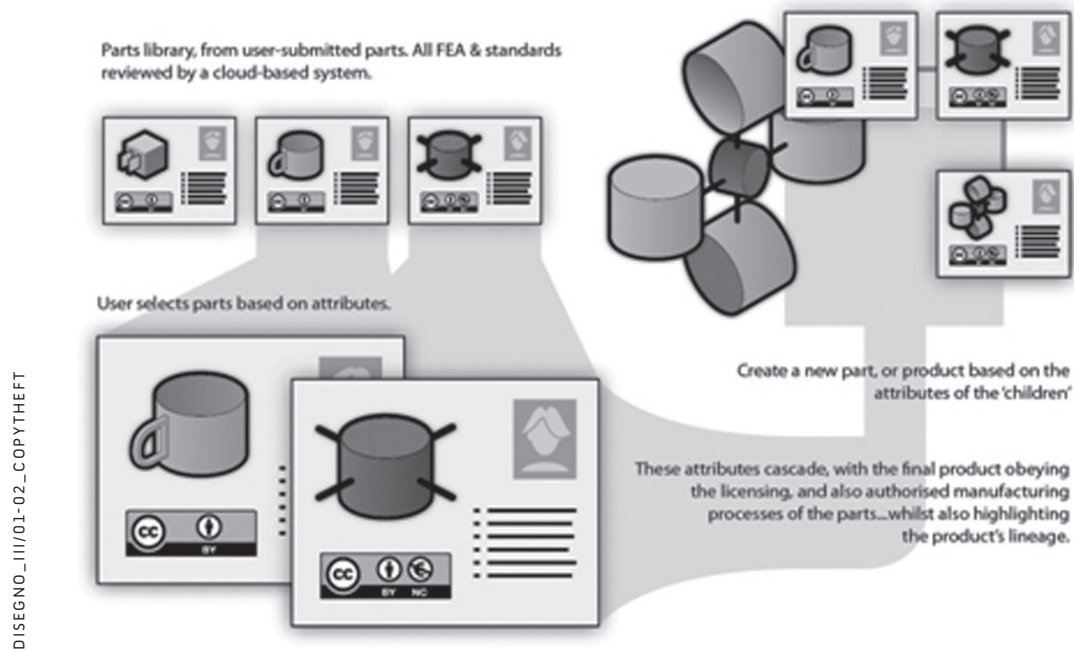 Parts library, from user-submitted parts. All FEA & standards
reviewed by a cloud-based system.
User selects parts based on attributes.
cc
BY
cc
BY NC
Create a new part, or product based on the
attributes of the 'children'
These attributes cascade, with the final product obeying
the licensing, and also authorised manufacturing
processes of the parts...whilst also highlighting
the product's lineage.
DISEGNO_III/01-02_COPYTHEFT